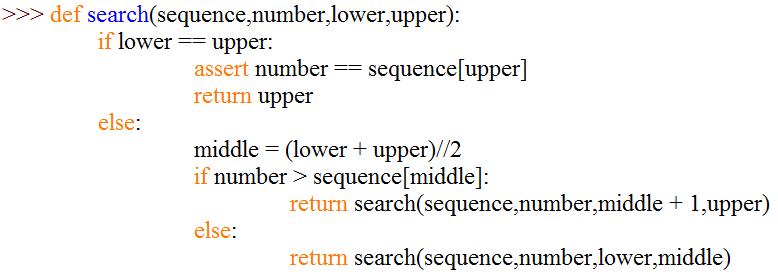 >>> def search(sequence,number,lower,upper):
if lower == upper:
assert number == sequence[upper]
return upper
else:
middle = (lower + upper)//2
if number > sequence[middle]:
return search(sequence,number,middle + 1,upper)
else:
return search(sequence,number,lower,middle)